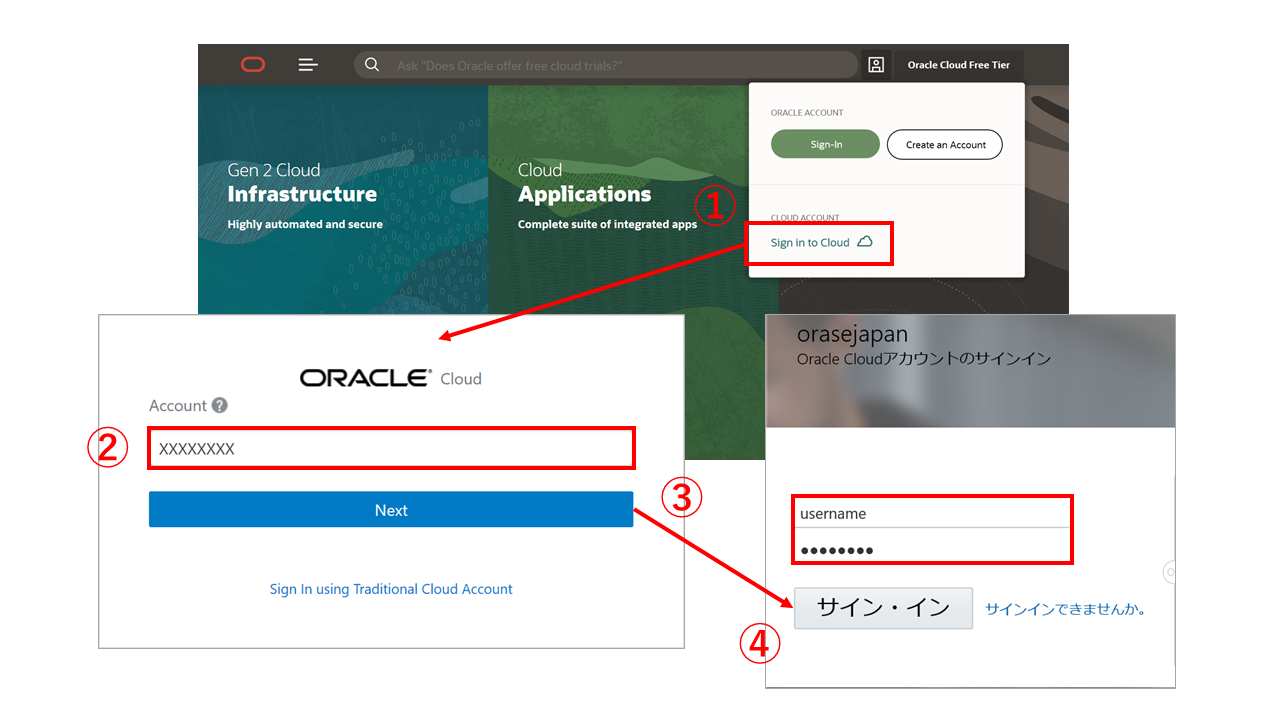 Ask "Does Oracle offer free cloud trials?"
Oracle Cloud Free Tier
ORACLE ACCOUNT
Sign-In
Create an Account
Gen 2 Cloud
Infrastructure
Highly automated and secure
Cloud
Applications
Complete suite of integrated apps
①
CLOUD ACCOUNT
Sign in to Cloud
ORACLE® Cloud
Account ?
②
XXXXXXXX
Next
③
Sign In using Traditional Cloud Account
orasejapan
Oracle Cloudアカウントのサインイン
username
●●●●●●●●
サイン・イン
サインインできませんか。
④